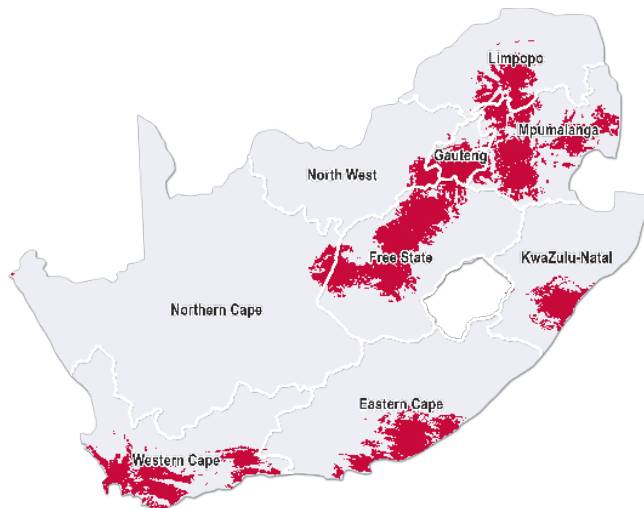 Limpopo
Mpumalanga
Gauteng
North West
Free State
KwaZulu-Natal
Northern Cape
Eastern Cape
Western Cape